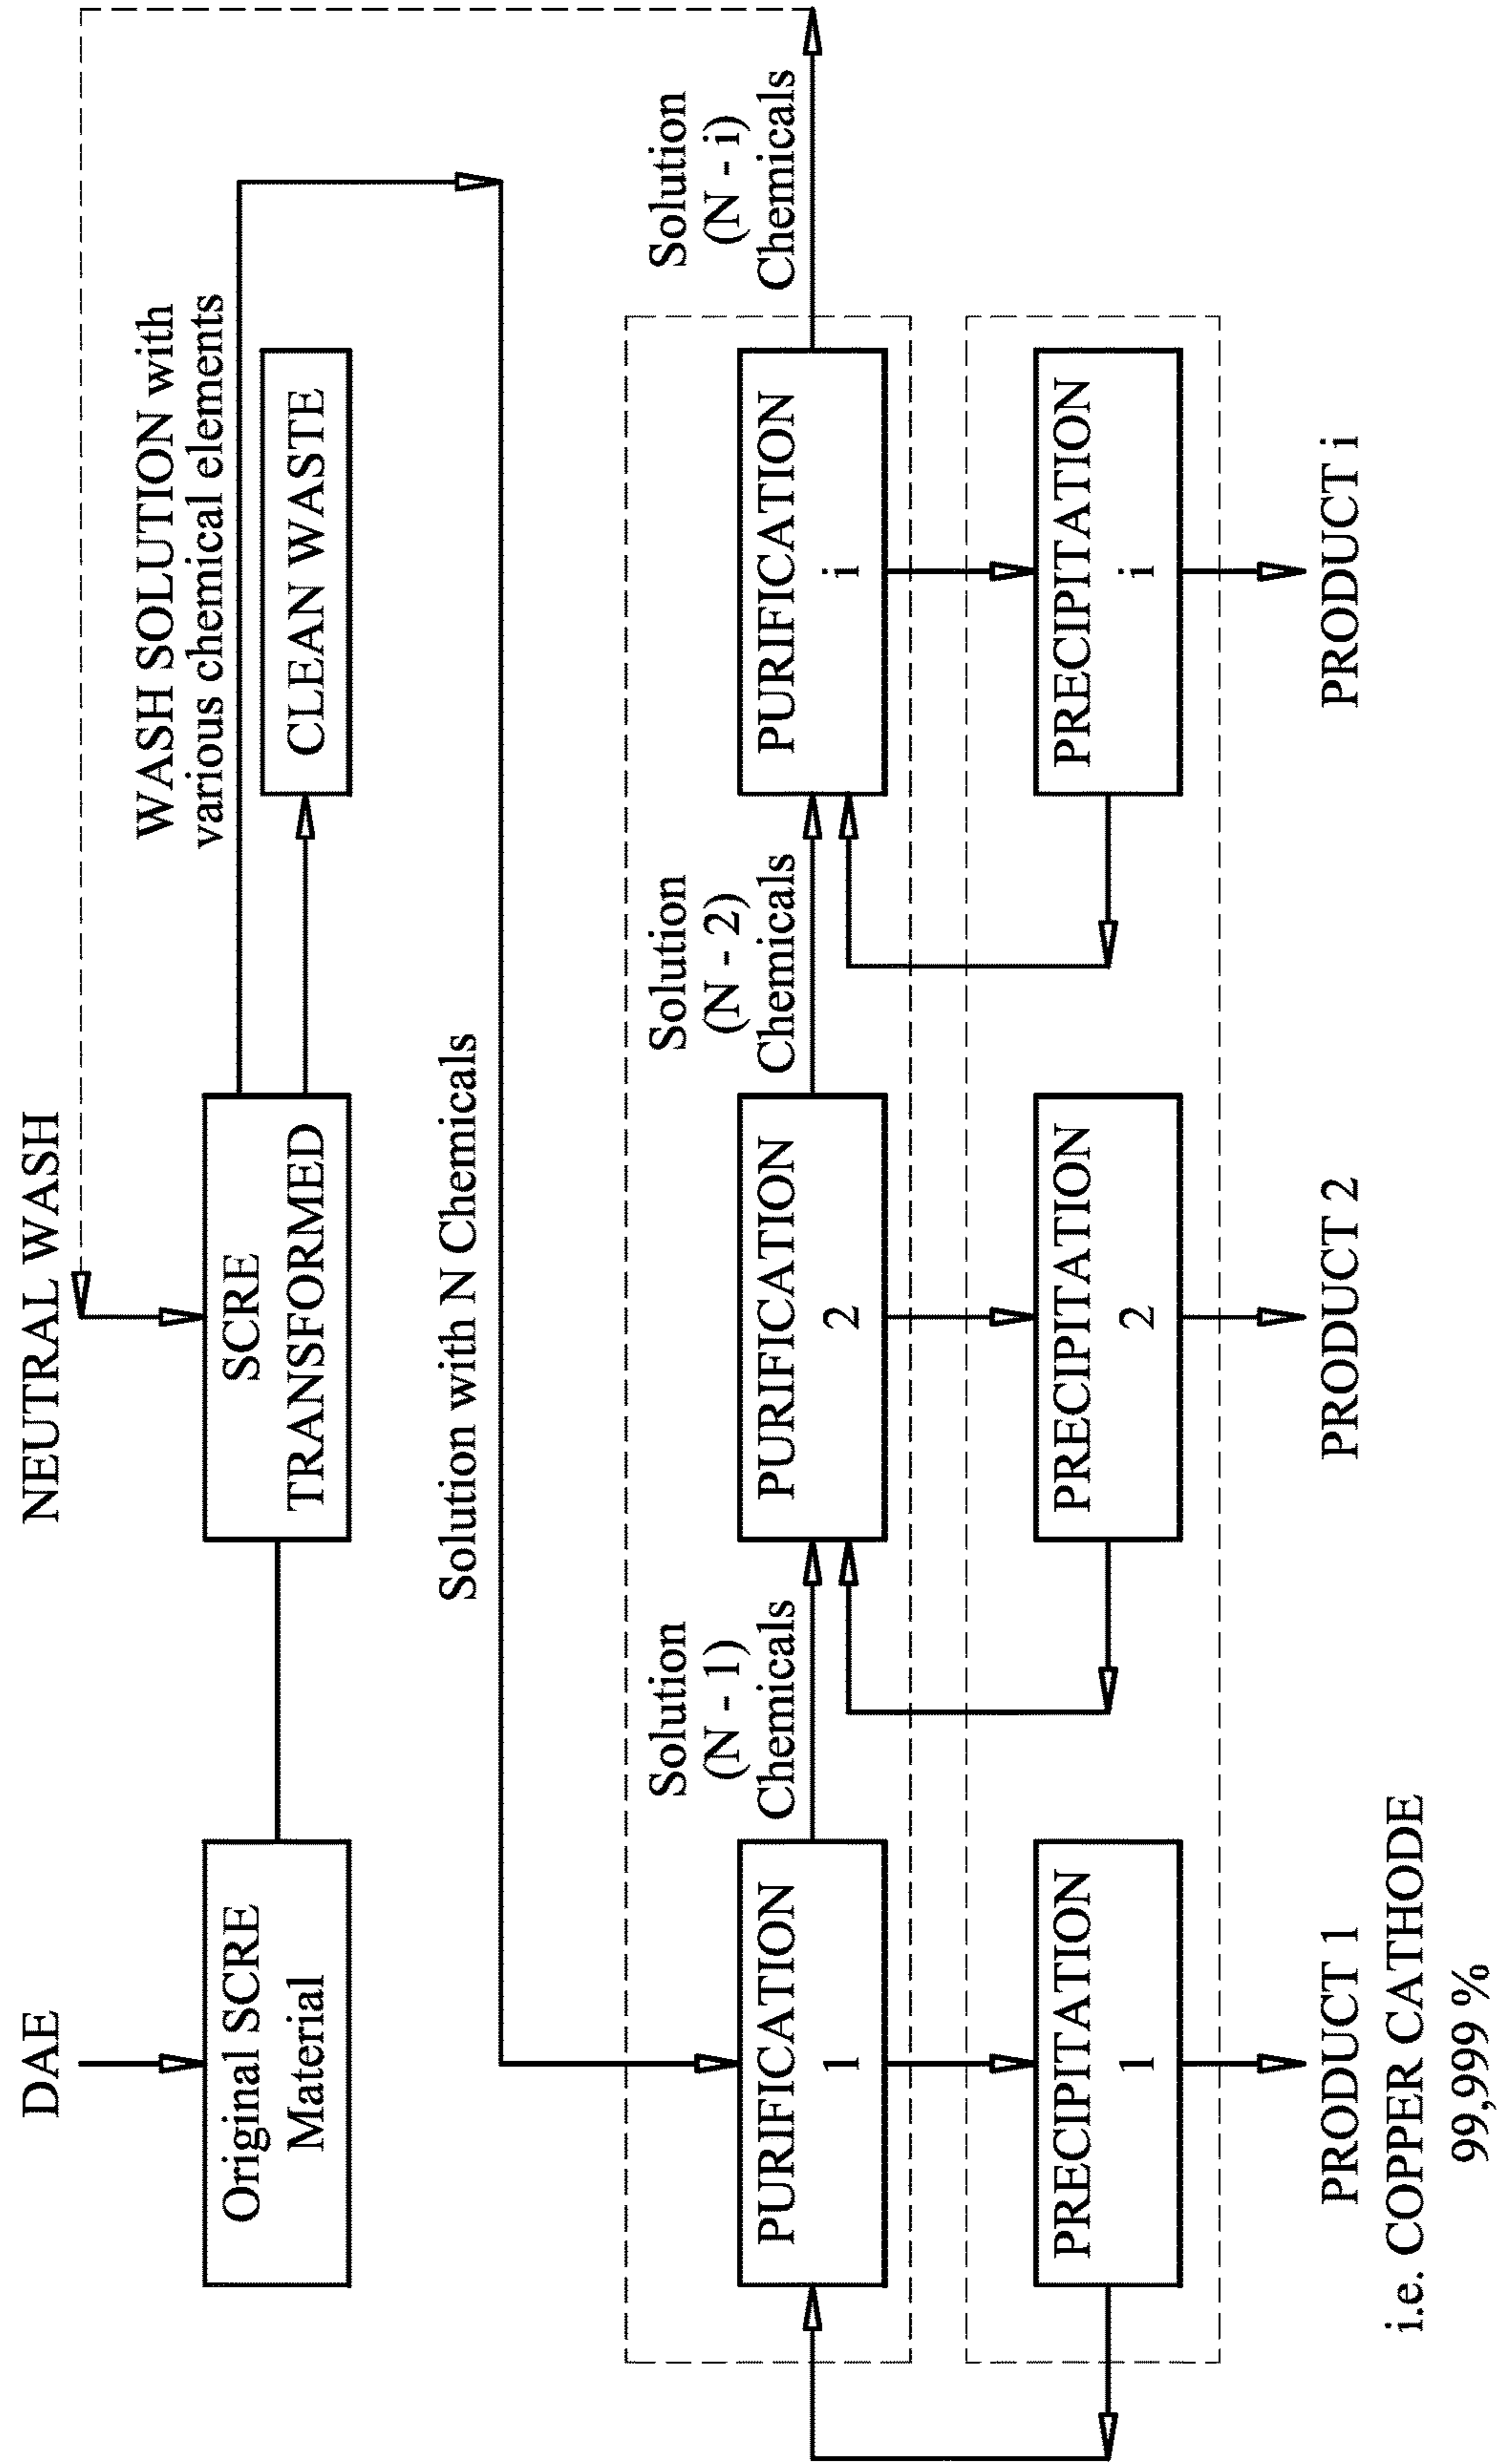 DAE
NEUTRAL WASH
Original SCRE
Material
SCRE
TRANSFORMED
WASH SOLUTION with
various chemical elements
CLEAN WASTE
Solution with N Chemicals
Solution
(N - 1)
Chemicals
Solution
(N - 2)
Chemicals
Solution
(N - i)
Chemicals
PURIFICATION
1
PURIFICATION
2
PURIFICATION
i
PRECIPITATION
1
PRECIPITATION
2
PRECIPITATION
i
PRODUCT 1
i.e. COPPER CATHODE
99,999 %
PRODUCT 2
PRODUCT i